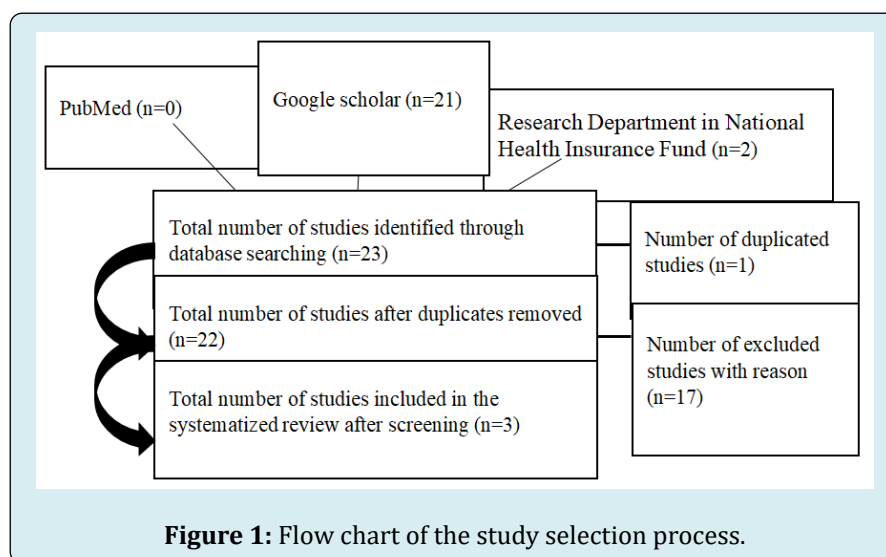 PubMed (n=0)
Google scholar (n=21)
Research Department in National
Health Insurance Fund (n=2)
Total number of studies identified through
database searching (n=23)
Number of duplicated
studies (n=1)
Total number of studies after duplicates removed
(n=22)
Number of excluded
studies with reason
(n=17)
Total number of studies included in the
systematized review after screening (n=3)
Figure 1: Flow chart of the study selection process.